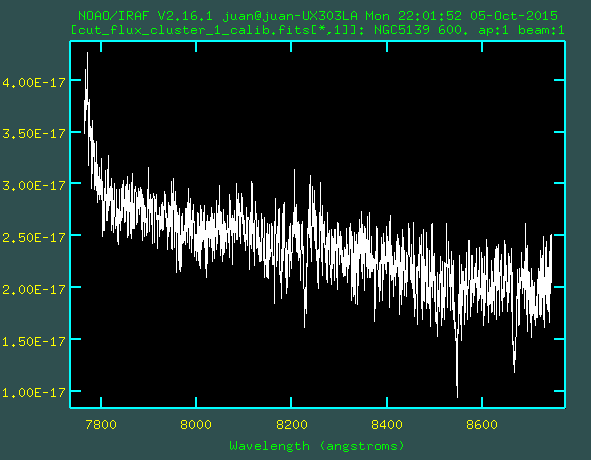 NOAO/IRAF V2.16.1 juan@juan-UX303LA Mon 22:01:52 05-Oct-2015
[cut_flux_cluster_1_calib.fits[*,1]]: NGC5139 600. ap:1 beam:1
4.00E-17
3.50E-17
3.00E-17
2.50E-17
2.00E-17
1.50E-17
1.00E-17
7800 8000 8200 8400 8600
Wavelength (angstroms)